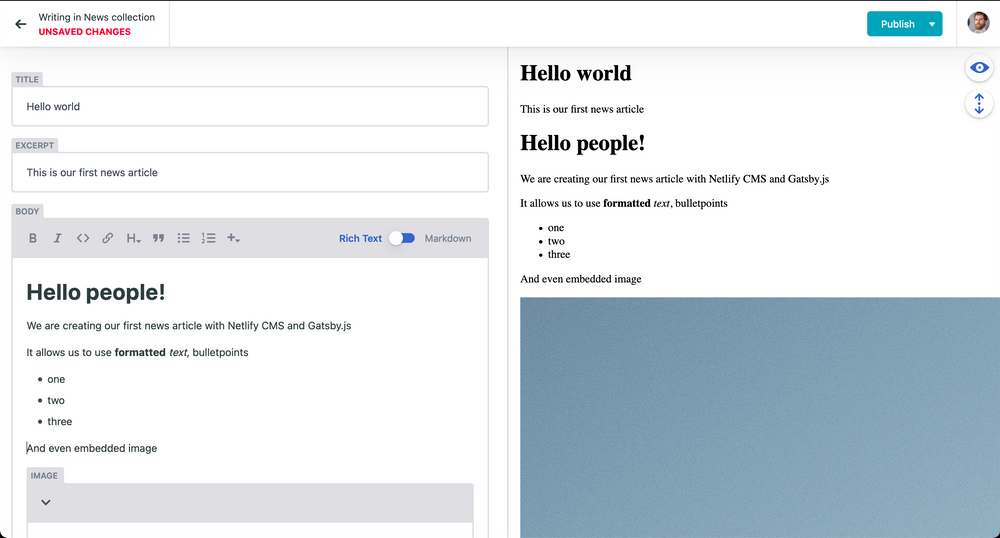 Writing in News collection
UNSAVED CHANGES
Publish
TITLE
Hello world
EXCERPT
This is our first news article
BODY
B I <> H
Rich Text
Markdown
Hello people!
We are creating our first news article with Netlify CMS and Gatsby.js
It allows us to use formatted text, bulletpoints
• one
• two
• three
And even embedded image
IMAGE
Hello world
This is our first news article
Hello people!
We are creating our first news article with Netlify CMS and Gatsby.js
It allows us to use formatted text, bulletpoints
• one
• two
• three
And even embedded image